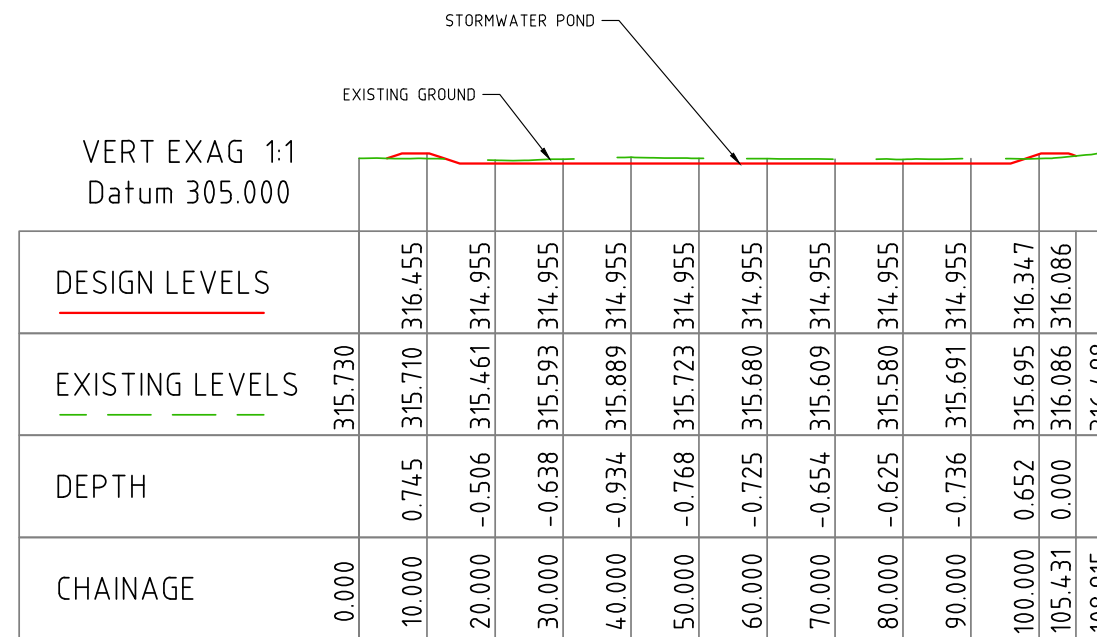 STORMWATER POND
EXISTING GROUND
VERT EXAG 1:1
Datum 305.000
DESIGN LEVELS 316.455 314.955 314.955 314.955 314.955 314.955 314.955 314.955 314.955 316.347 316.086
EXISTING LEVELS 315.730 315.710 315.461 315.593 315.889 315.723 315.680 315.609 315.580 315.691 315.695 316.086
DEPTH 0.745 -0.506 -0.638 -0.934 -0.768 -0.725 -0.654 -0.625 -0.736 0.652 0.000
CHAINAGE 0.000 10.000 20.000 30.000 40.000 50.000 60.000 70.000 80.000 90.000 100.000 105.431